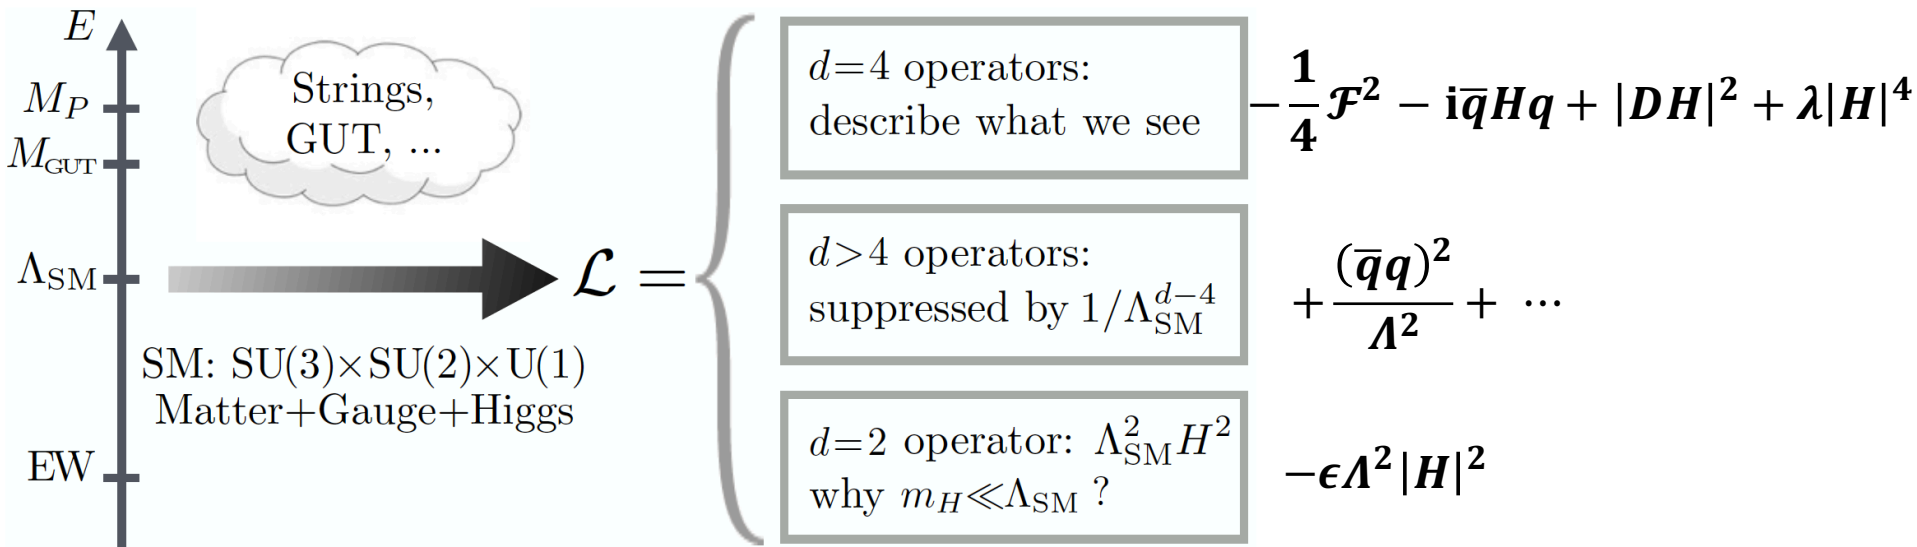 E
M_P
M_GUT
Λ_SM
EW
Strings,
GUT, ...
SM: SU(3)×SU(2)×U(1)
Matter+Gauge+Higgs
ℒ =
d=4 operators:
describe what we see
-1/4 ℱ² − i q̅Hq + |DH|² + λ|H|⁴
d>4 operators:
suppressed by 1/Λ_SM^{d−4}
+ (q̅q)²/Λ² + ⋯
d=2 operator: Λ²_SM H²
why m_H≪Λ_SM ?
−ϵΛ²|H|²